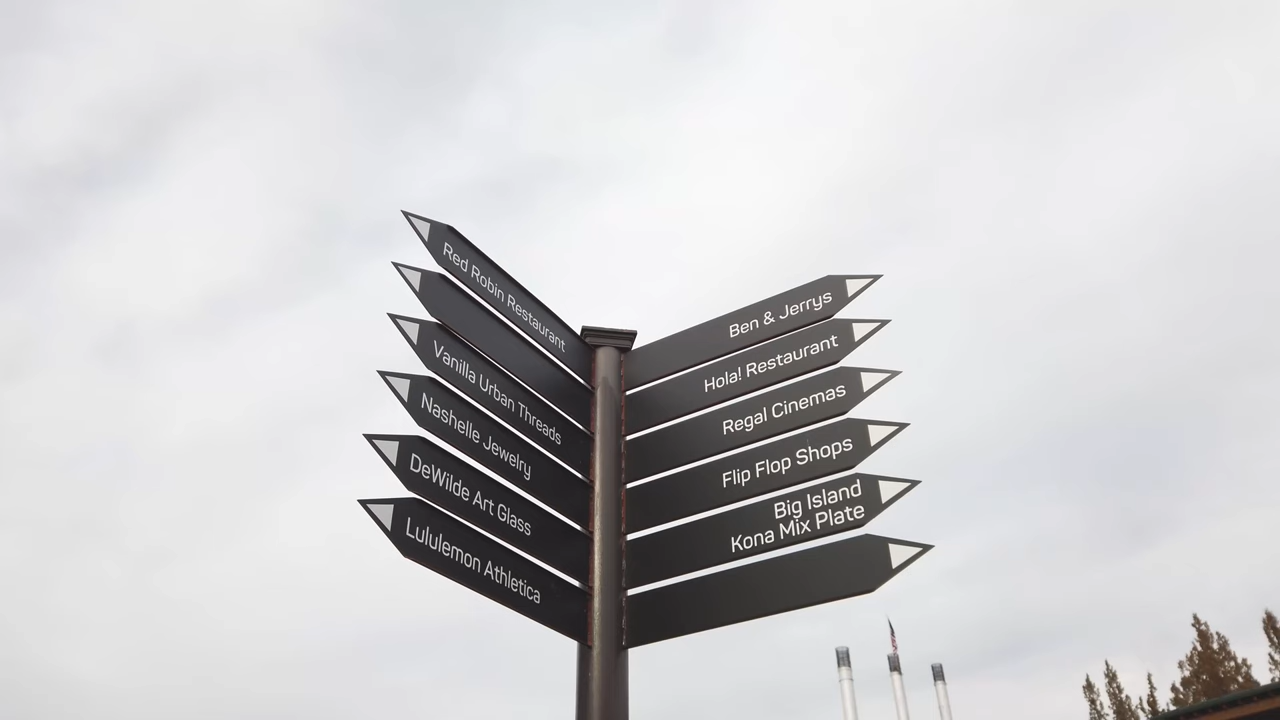 Red Robin Restaurant
Vanilla Urban Threads
Nashelle Jewelry
DeWilde Art Glass
Lululemon Athletica
Ben & Jerrys
Hola! Restaurant
Regal Cinemas
Flip Flop Shops
Big Island
Kona Mix Plate